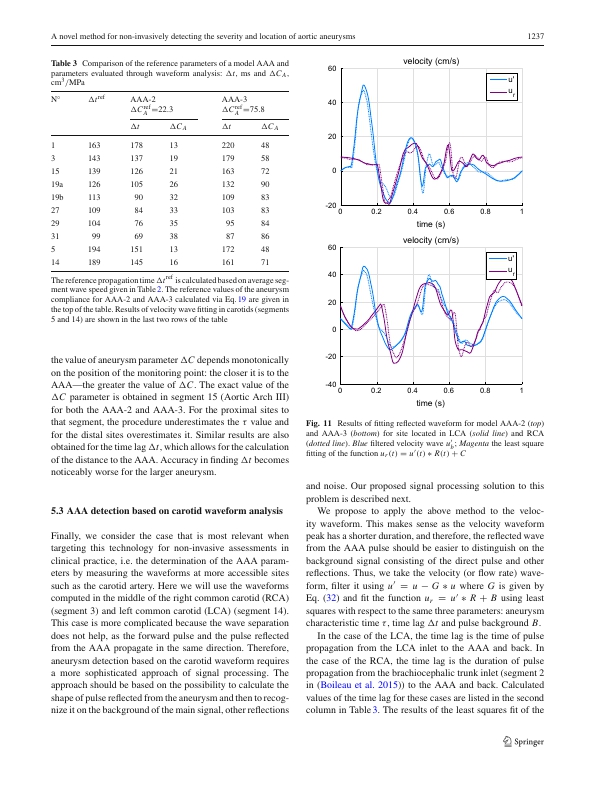 A novel method for non-invasively detecting the severity and location of aortic aneurysms 1237
Table 3 Comparison of the reference parameters of a model AAA and
parameters evaluated through waveform analysis: Δt, ms and ΔC_A,
cm³/MPa
N° Δt^ref AAA-2 AAA-3
ΔC_A^ref=22.3 ΔC_A^ref=75.8
Δt ΔC_A Δt ΔC_A
1 163 178 13 220 48
3 143 137 19 179 58
15 139 126 21 163 72
19a 126 105 26 132 90
19b 113 90 32 109 83
27 109 84 33 103 83
29 104 76 35 95 84
31 99 69 38 87 86
5 194 151 13 172 48
14 189 145 16 161 71
The reference propagation time Δt^ref is calculated based on average seg-
ment wave speed given in Table 2. The reference values of the aneurysm
compliance for AAA-2 and AAA-3 calculated via Eq. 19 are given in
the top of the table. Results of velocity wave fitting in carotids (segments
5 and 14) are shown in the last two rows of the table
the value of aneurysm parameter ΔC depends monotonically
on the position of the monitoring point: the closer it is to the
AAA—the greater the value of ΔC. The exact value of the
ΔC parameter is obtained in segment 15 (Aortic Arch III)
for both the AAA-2 and AAA-3. For the proximal sites to
that segment, the procedure underestimates the τ value and
for the distal sites overestimates it. Similar results are also
obtained for the time lag Δt, which allows for the calculation
of the distance to the AAA. Accuracy in finding Δt becomes
noticeably worse for the larger aneurysm.
5.3 AAA detection based on carotid waveform analysis
Finally, we consider the case that is most relevant when
targeting this technology for non-invasive assessments in
clinical practice, i.e. the determination of the AAA param-
eters by measuring the waveforms at more accessible sites
such as the carotid artery. Here we will use the waveforms
computed in the middle of the right common carotid (RCA)
(segment 3) and left common carotid (LCA) (segment 14).
This case is more complicated because the wave separation
does not help, as the forward pulse and the pulse reflected
from the AAA propagate in the same direction. Therefore,
aneurysm detection based on the carotid waveform requires
a more sophisticated approach of signal processing. The
approach should be based on the possibility to calculate the
shape of pulse reflected from the aneurysm and then to recog-
nize it on the background of the main signal, other reflections
velocity (cm/s)
60
40
20
0
-20
0 0.2 0.4 0.6 0.8 1
time (s)
u'
u_r
velocity (cm/s)
60
40
20
0
-20
-40
0 0.2 0.4 0.6 0.8 1
time (s)
u'
u_r
Fig. 11 Results of fitting reflected waveform for model AAA-2 (top)
and AAA-3 (bottom) for site located in LCA (solid line) and RCA
(dotted line). Blue filtered velocity wave u'_b; Magenta the least square
fitting of the function u_r(t) = u'(t) * R(t) + C
and noise. Our proposed signal processing solution to this
problem is described next.
We propose to apply the above method to the veloc-
ity waveform. This makes sense as the velocity waveform
peak has a shorter duration, and therefore, the reflected wave
from the AAA pulse should be easier to distinguish on the
background signal consisting of the direct pulse and other
reflections. Thus, we take the velocity (or flow rate) wave-
form, filter it using u' = u − G * u where G is given by
Eq. (32) and fit the function u_r = u' * R + B using least
squares with respect to the same three parameters: aneurysm
characteristic time τ, time lag Δt and pulse background B.
In the case of the LCA, the time lag is the time of pulse
propagation from the LCA inlet to the AAA and back. In
the case of the RCA, the time lag is the duration of pulse
propagation from the brachiocephalic trunk inlet (segment 2
in (Boileau et al. 2015)) to the AAA and back. Calculated
values of the time lag for these cases are listed in the second
column in Table 3. The results of the least squares fit of the
Springer